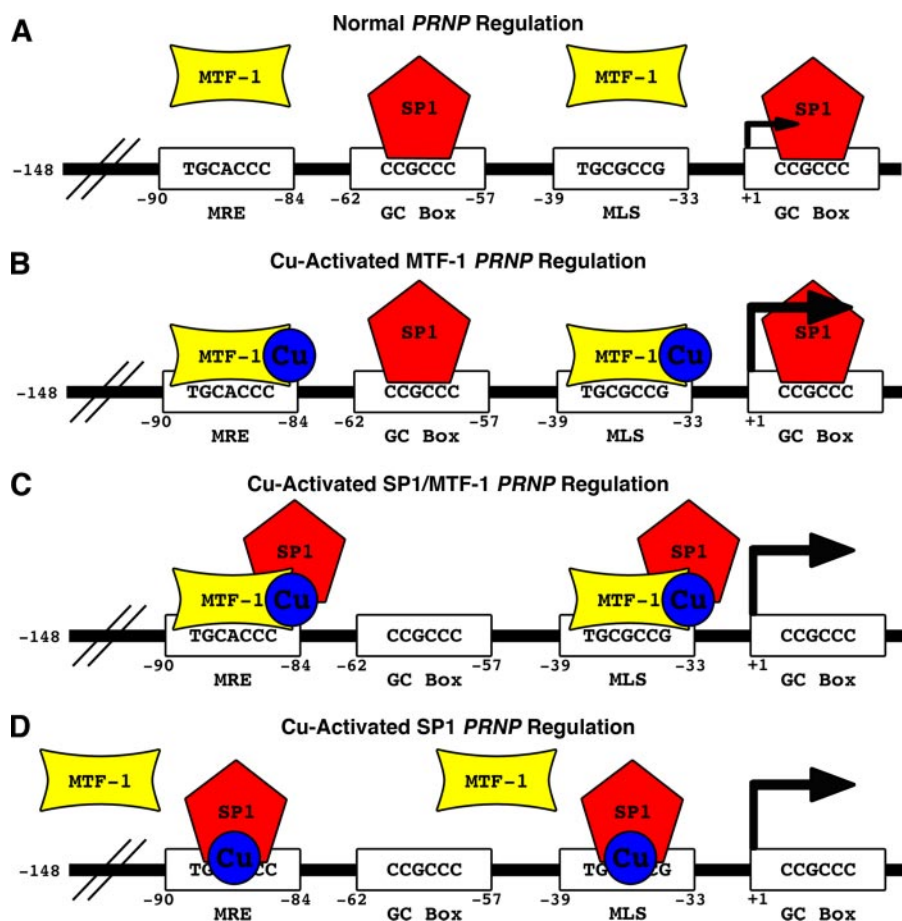 A
Normal PRNP Regulation
MTF-1 SP1 MTF-1 SP1
-148 TGCACCC CCGCCC TGCGCCG CCGCCC
-90 -84 -62 -57 -39 -33 +1
MRE GC Box MLS GC Box
B
Cu-Activated MTF-1 PRNP Regulation
MTF-1 Cu SP1 MTF-1 Cu SP1
-148 TGCACCC CCGCCC TGCGCCG CCGCCC
-90 -84 -62 -57 -39 -33 +1
MRE GC Box MLS GC Box
C
Cu-Activated SP1/MTF-1 PRNP Regulation
SP1 SP1
MTF-1 Cu MTF-1 Cu
-148 TGCACCC CCGCCC TGCGCCG CCGCCC
-90 -84 -62 -57 -39 -33 +1
MRE GC Box MLS GC Box
D
Cu-Activated SP1 PRNP Regulation
MTF-1 MTF-1
SP1 SP1
Cu Cu
-148 CCGCCC CCGCCC
-90 -84 -62 -57 -39 -33 +1
MRE GC Box MLS GC Box